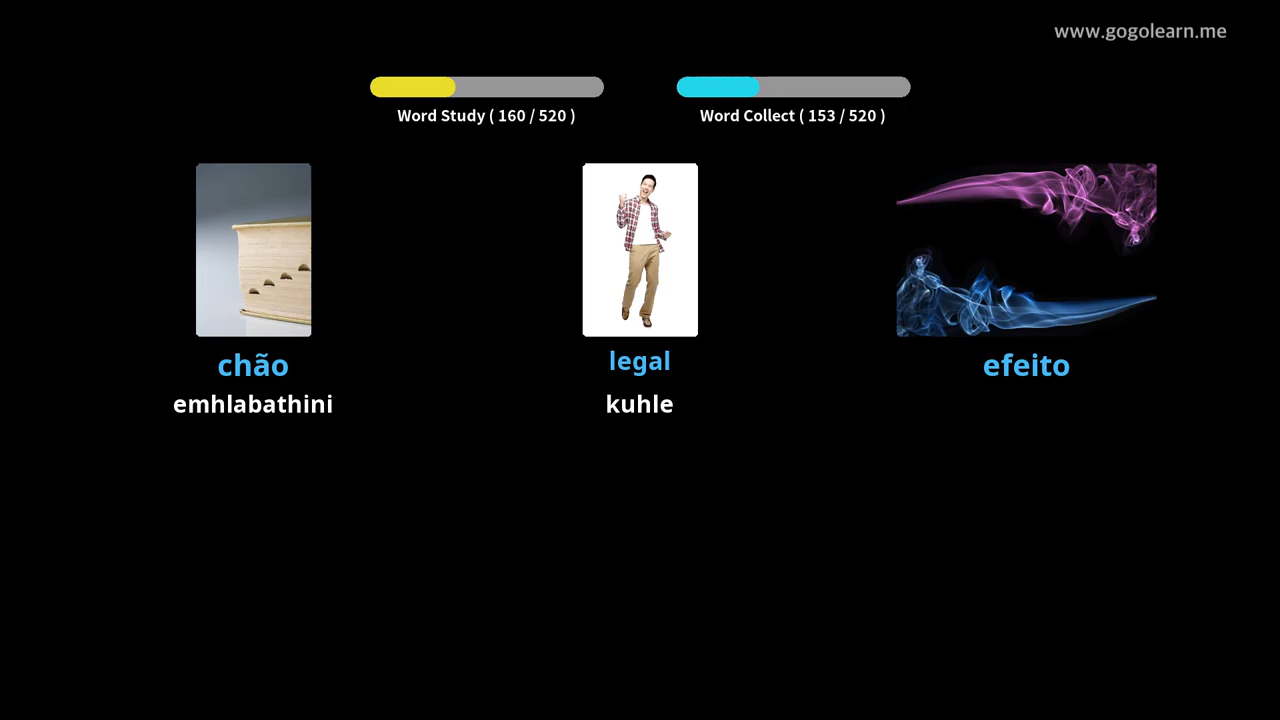 www.gogolearn.me
Word Study ( 160 / 520 )
Word Collect ( 153 / 520 )
chão
legal
efeito
emhlabathini
kuhle